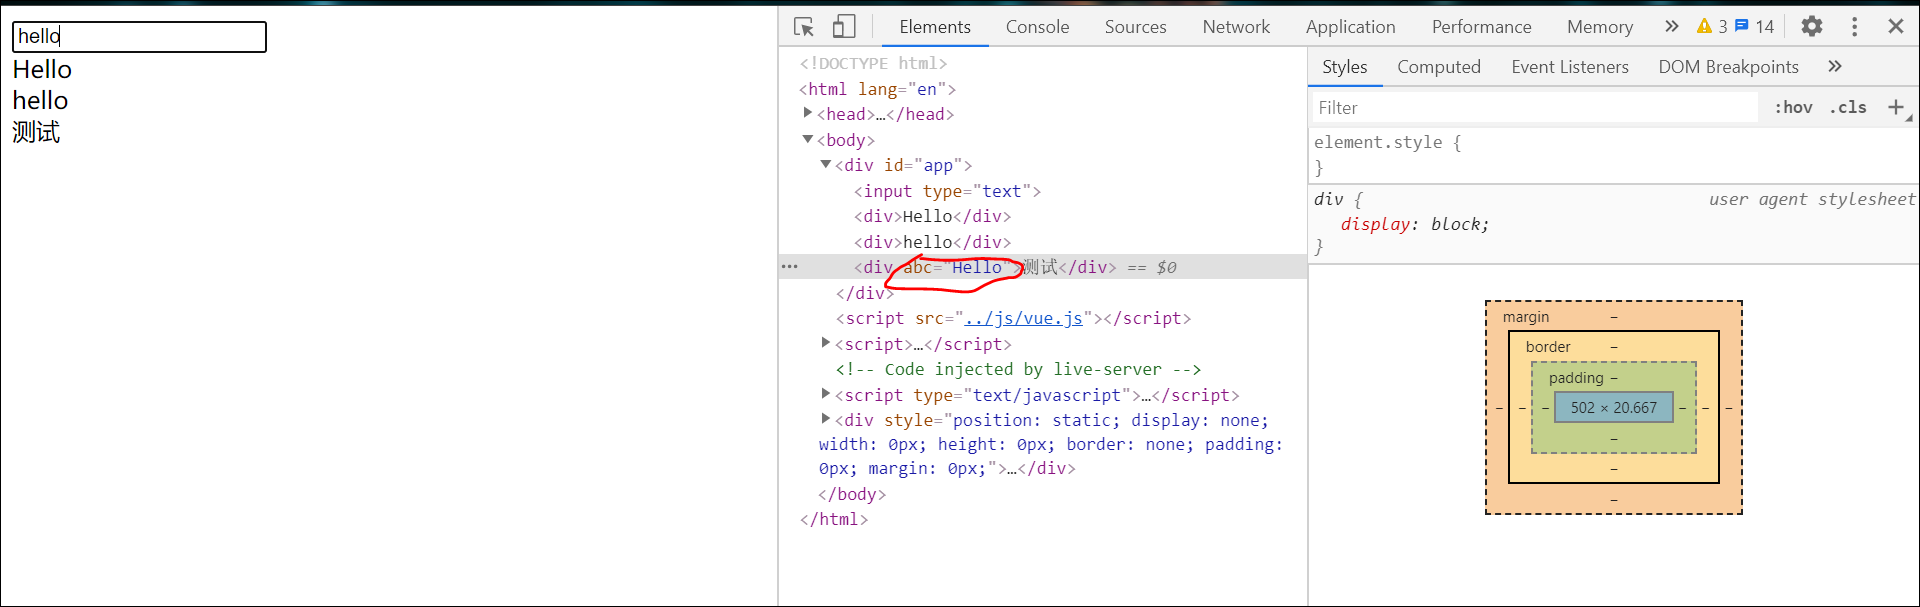 hello
Hello
hello
测试
Elements Console Sources Network Application Performance Memory » 3 14
<!DOCTYPE html>
<html lang="en">
<head>…</head>
<body>
<div id="app">
<input type="text">
<div>Hello</div>
<div>hello</div>
<div abc="Hello">测试</div> == $0
</div>
<script src="../js/vue.js"></script>
<script>…</script>
<!-- Code injected by live-server -->
<script type="text/javascript">…</script>
<div style="position: static; display: none;
width: 0px; height: 0px; border: none; padding:
0px; margin: 0px;">…</div>
</body>
</html>
Styles Computed Event Listeners DOM Breakpoints »
Filter :hov .cls +
element.style {
}
div { user agent stylesheet
display: block;
}
margin –
border –
padding –
– – – 502 × 20.667 – – –
–
–
–